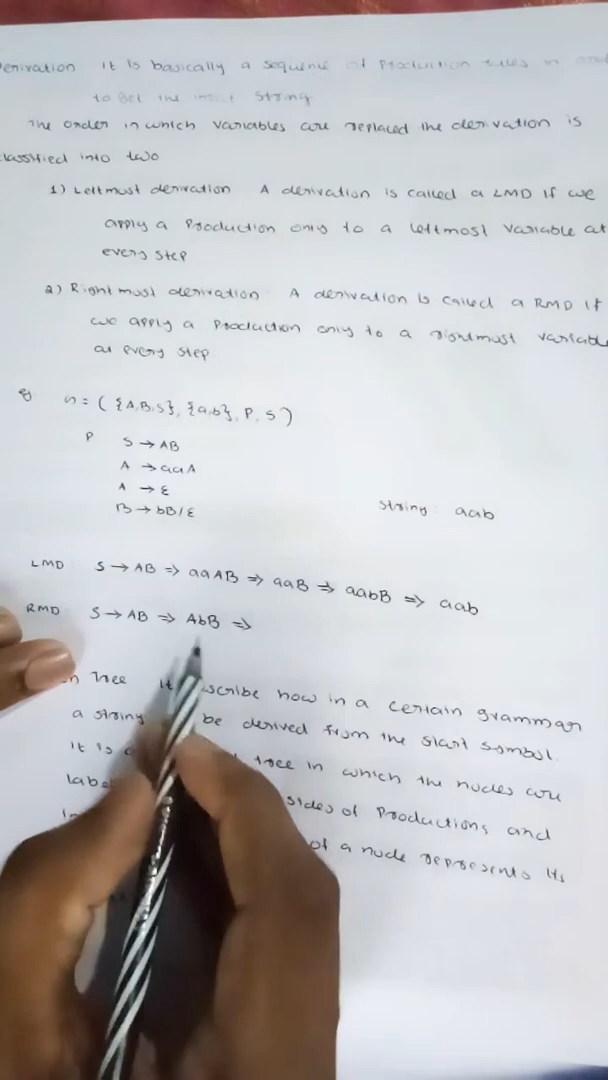 erivation It is basically a sequence of production rules in
to get the string
The order in which variables are replaced the derivation is
lassified into two
1) Leftmost derivation A derivation is called a LMD if we
apply a production only to a leftmost variable at
every step
2) Rightmost derivation: A derivation is called a RMD if
we apply a production only to a rightmost variable
at every step
eg G = ( {A,B,S}, {a,b}, P, S )
P S → AB
A → aaA
A → ε
B → bB/ε
String: aab
LMD: S → AB ⇒ aaAB ⇒ aaB ⇒ aabB ⇒ aab
RMD S → AB ⇒ AbB ⇒
n Tree It scribe how in a certain grammar
a string be derived from the start symbol.
It is tree in which the nodes are
labe sides of productions and
of a node represents its